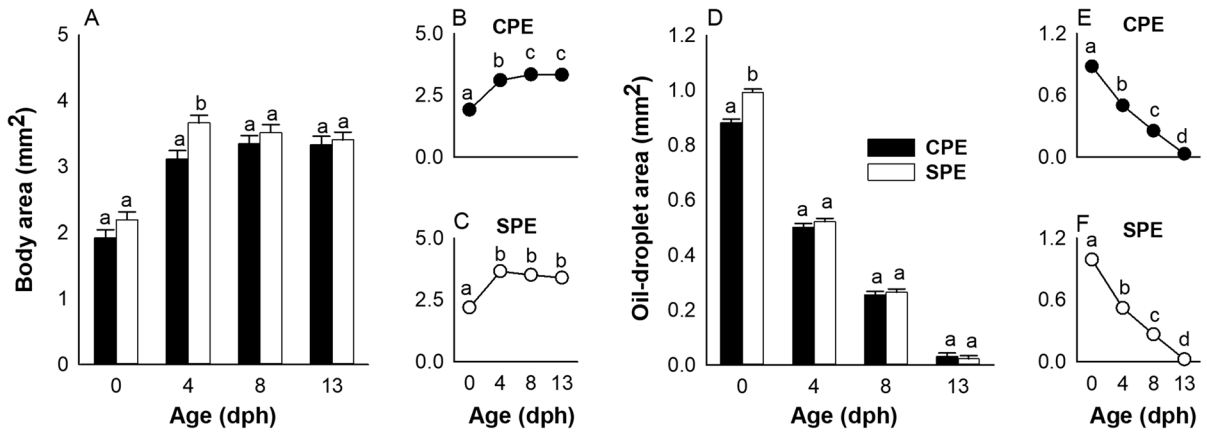 A
Body area (mm²)
5
4
3
2
1
0
a
a
a
b
a
a
a
a
0
4
8
13
Age (dph)
B
CPE
5.0
2.5
0.0
a
b
c
c
C
SPE
5.0
2.5
0.0
a
b
b
b
0
4
8
13
Age (dph)
D
Oil-droplet area (mm²)
1.2
1.0
0.8
0.6
0.4
0.2
0.0
a
b
a
a
a
a
a
a
CPE
SPE
0
4
8
13
Age (dph)
E
CPE
1.2
0.6
0.0
a
b
c
d
F
SPE
1.2
0.6
0.0
a
b
c
d
0
4
8
13
Age (dph)